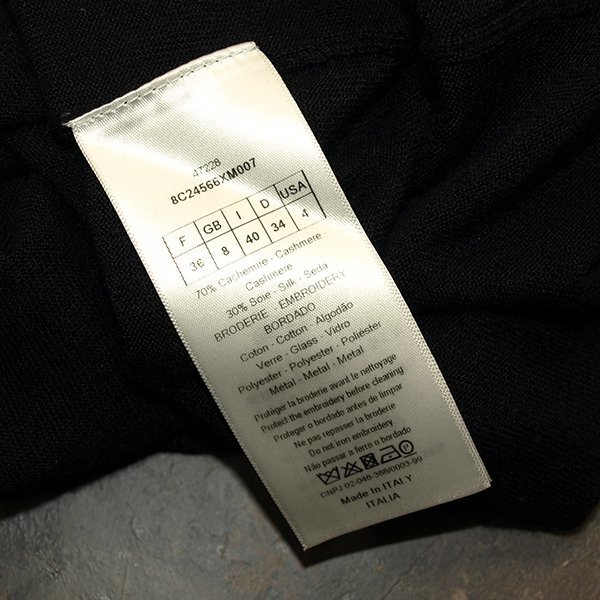 47228
8C24566XM007
F GB I D USA
36 8 40 34 4
70% Cachemire - Cashmere -
Cashmere
30% Soie - Silk - Seda
BRODERIE EMBROIDERY
BORDADO
Coton - Cotton - Algodão
Verre - Glass - Vidro
Polyester - Polyester - Poliéster
Métal - Metal - Metal
Protéger la broderie avant le nettoyage
Protect the embroidery before cleaning
Proteger o bordado antes de limpar
Ne pas repasser la broderie
Do not iron embroidery
Não passar a ferro o bordado
CNPJ 02-046-380/0003-99
Made In ITALY
ITALIA